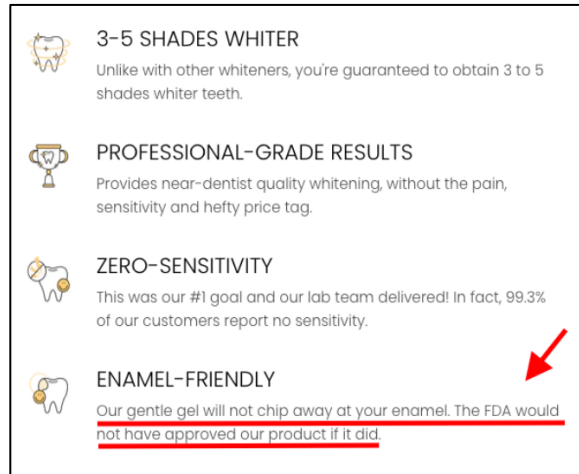 3-5 SHADES WHITER
Unlike with other whiteners, you're guaranteed to obtain 3 to 5
shades whiter teeth.
PROFESSIONAL-GRADE RESULTS
Provides near-dentist quality whitening, without the pain,
sensitivity and hefty price tag.
ZERO-SENSITIVITY
This was our #1 goal and our lab team delivered! In fact, 99.3%
of our customers report no sensitivity.
ENAMEL-FRIENDLY
Our gentle gel will not chip away at your enamel. The FDA would
not have approved our product if it did.